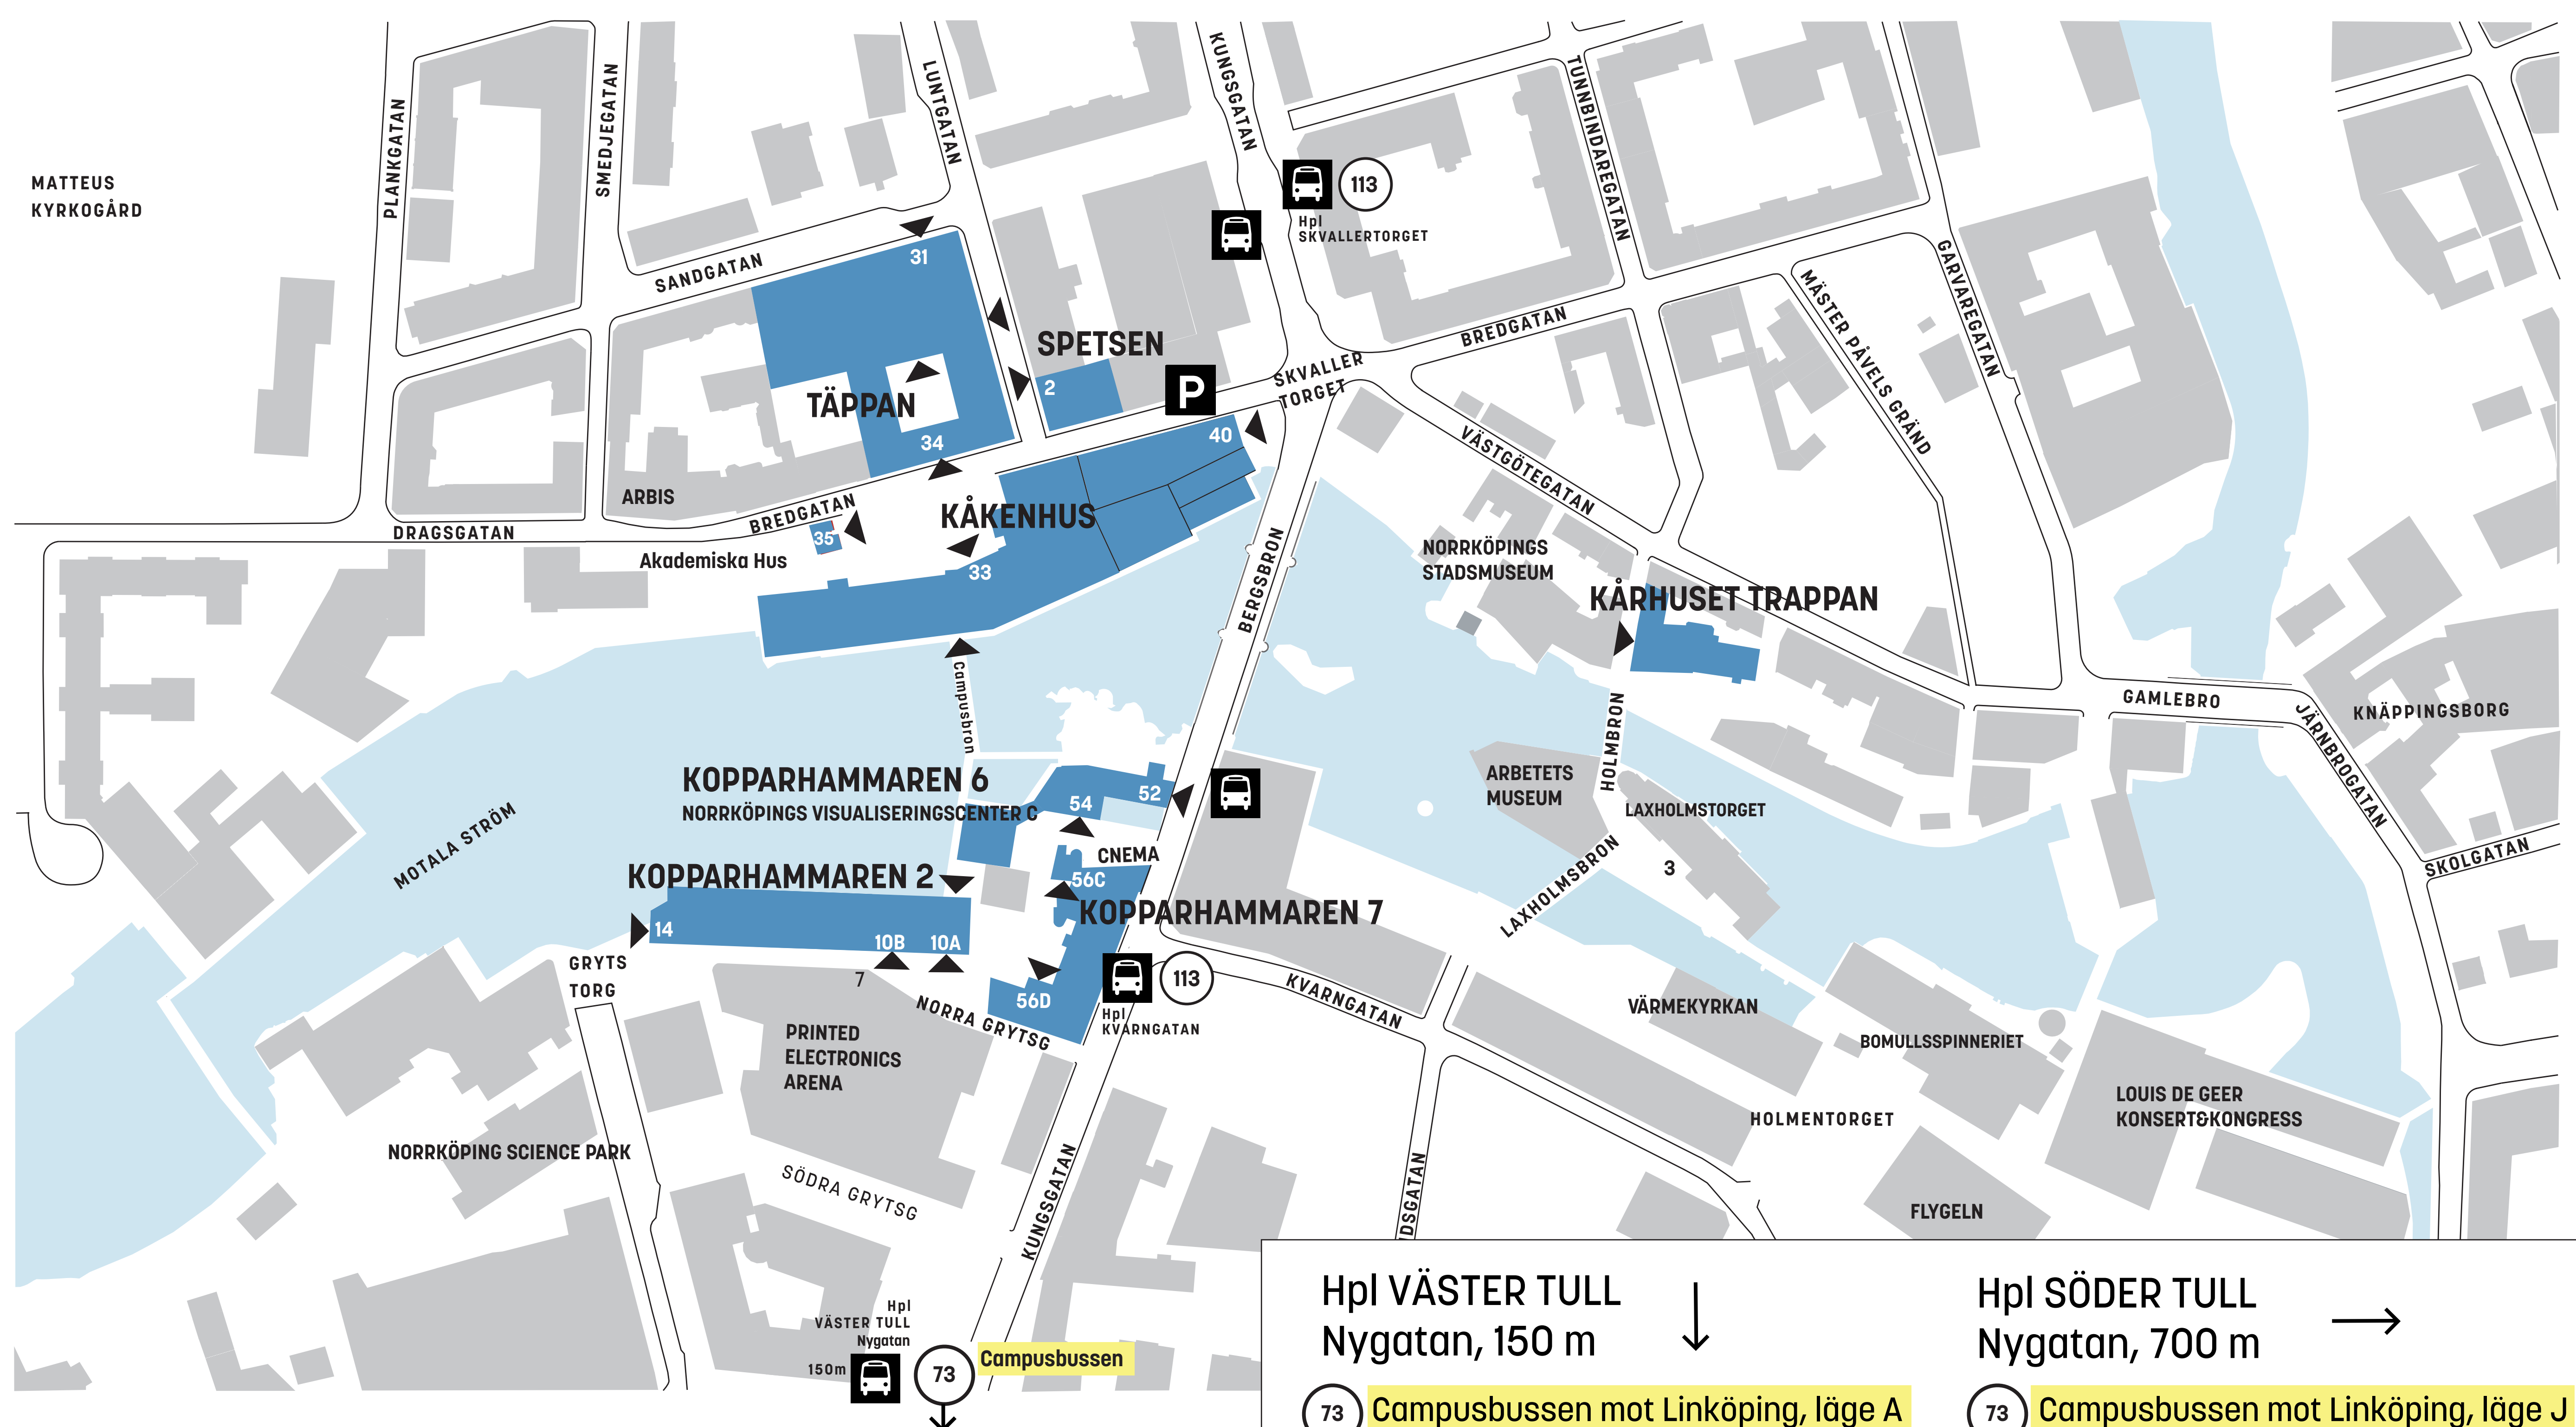 PLANKGATAN
SMEDJEGATAN
LUNTGATAN
KUNGSGATAN
TUNNBINDAREGATAN
MATTEUS
KYRKOGÅRD
113
Hpl
SKVALLERTORGET
SANDGATAN
31
GARVAREGATAN
MÄSTER PÅVELS GRÄND
SPETSEN
2
P
SKVALLER
TORGET
BREDGATAN
TÄPPAN
34
40
VÄSTGÖTEGATAN
ARBIS
BREDGATAN
KÅKENHUS
DRAGSGATAN
35
Akademiska Hus
33
BERGSBRON
NORRKÖPINGS
STADSMUSEUM
KÅRHUSET TRAPPAN
Campusbron
HOLMBRON
GAMLEBRO
JÄRNBROGATAN
KNÄPPINGSBORG
KOPPARHAMMAREN 6
NORRKÖPINGS VISUALISERINGSCENTER C
54
52
ARBETETS
MUSEUM
LAXHOLMSTORGET
MOTALA STRÖM
CNEMA
KOPPARHAMMAREN 2
56C
LAXHOLMSBRON
3
SKOLGATAN
KOPPARHAMMAREN 7
14
10B
10A
GRYTS
TORG
7
NORRA GRYTSG
56D
113
Hpl
KVARNGATAN
KVARNGATAN
VÄRMEKYRKAN
BOMULLSSPINNERIET
PRINTED
ELECTRONICS
ARENA
LOUIS DE GEER
KONSERT&KONGRESS
HOLMENTORGET
NORRKÖPING SCIENCE PARK
SÖDRA GRYTSG
KUNGSGATAN
DSGATAN
FLYGELN
Hpl
VÄSTER TULL
Nygatan
150m
73
Campusbussen
Hpl VÄSTER TULL
Nygatan, 150 m
73 Campusbussen mot Linköping, läge A
Hpl SÖDER TULL
Nygatan, 700 m
73 Campusbussen mot Linköping, läge J